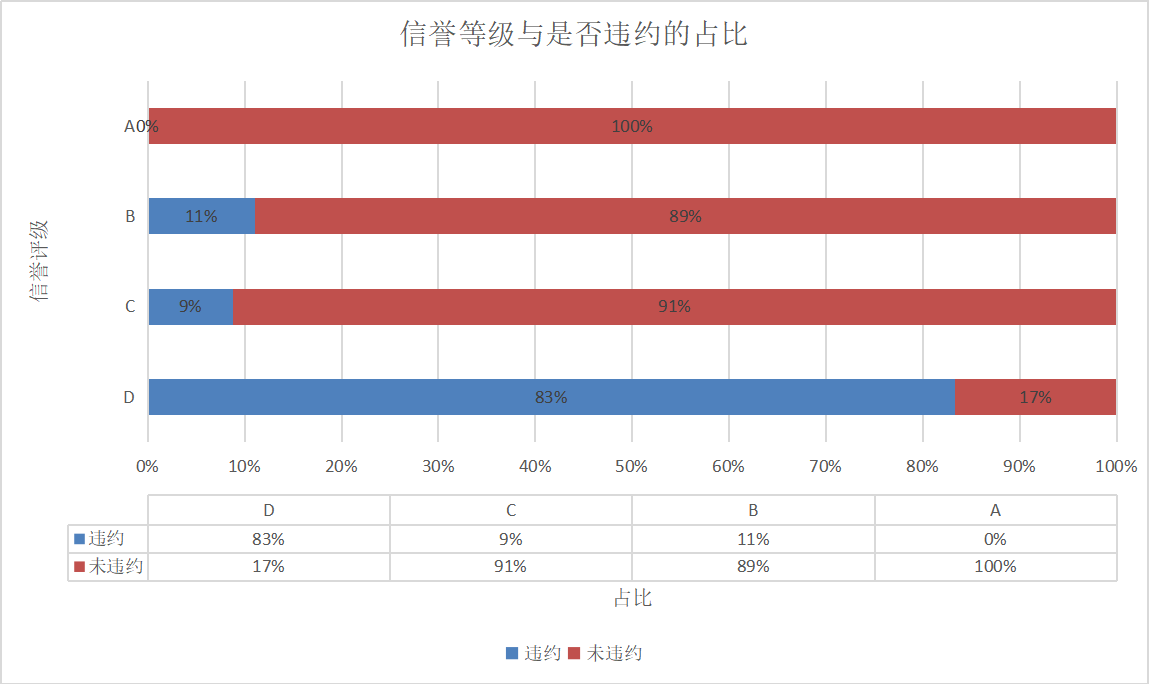 信誉等级与是否违约的占比
信誉评级
A 0% 100%
B 11% 89%
C 9% 91%
D 83% 17%
0% 10% 20% 30% 40% 50% 60% 70% 80% 90% 100%
D C B A
违约 83% 9% 11% 0%
未违约 17% 91% 89% 100%
占比
违约 未违约